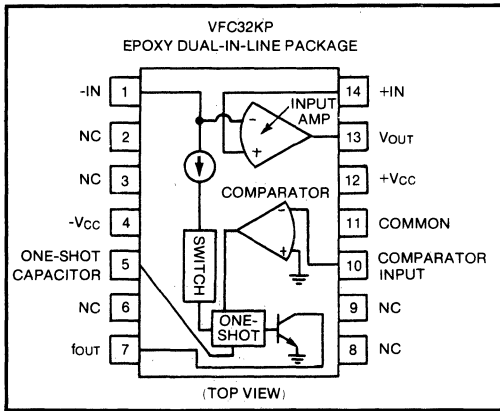 VFC32KP
EPOXY DUAL-IN-LINE PACKAGE
-IN 1
NC 2
NC 3
-VCC 4
ONE-SHOT
CAPACITOR 5
NC 6
fOUT 7
14 +IN
13 VOUT
12 +VCC
11 COMMON
10 COMPARATOR
INPUT
9 NC
8 NC
INPUT
AMP
-
+
COMPARATOR
-
+
SWITCH
ONE-
SHOT
(TOP VIEW)